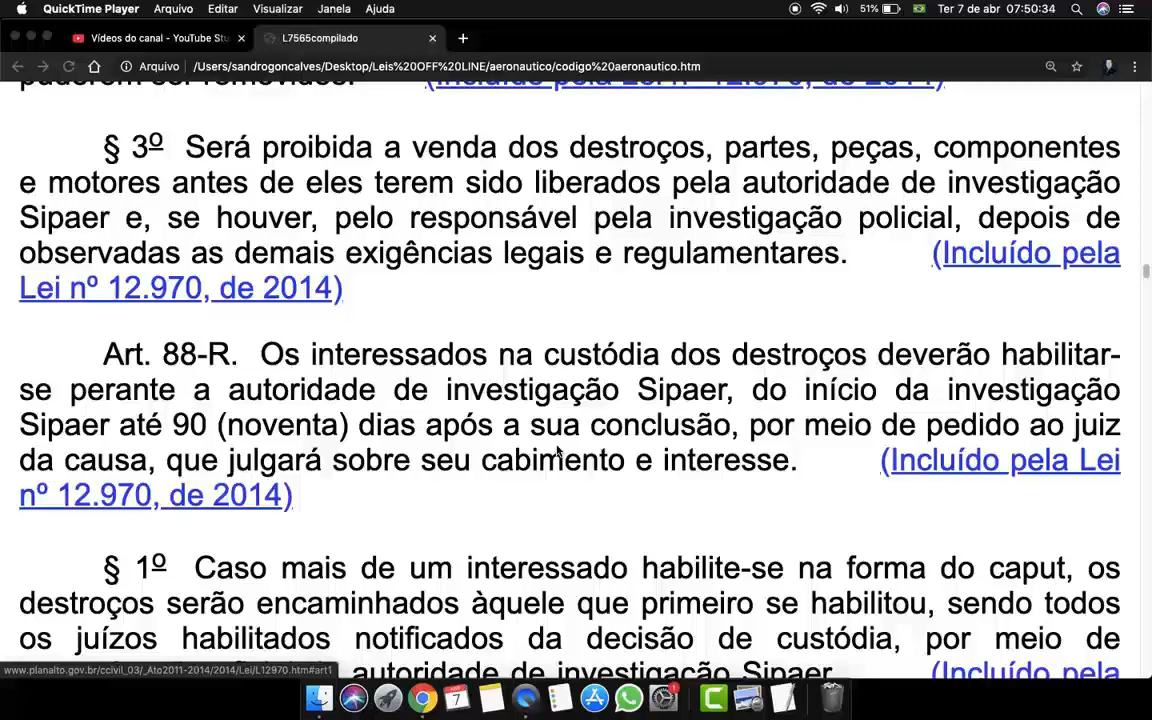 QuickTime Player Arquivo Editar Visualizar Janela Ajuda 51% Ter 7 de abr 07:50:34
Vídeos do canal - YouTube Stu L7565compilado
Arquivo /Users/sandrogoncalves/Desktop/Leis%20OFF%20LINE/aeronautico/codigo%20aeronautico.htm
§ 3º Será proibida a venda dos destroços, partes, peças, componentes
e motores antes de eles terem sido liberados pela autoridade de investigação
Sipaer e, se houver, pelo responsável pela investigação policial, depois de
observadas as demais exigências legais e regulamentares. (Incluído pela
Lei nº 12.970, de 2014)
Art. 88-R. Os interessados na custódia dos destroços deverão habilitar-
se perante a autoridade de investigação Sipaer, do início da investigação
Sipaer até 90 (noventa) dias após a sua conclusão, por meio de pedido ao juiz
da causa, que julgará sobre seu cabimento e interesse. (Incluído pela Lei
nº 12.970, de 2014)
§ 1º Caso mais de um interessado habilite-se na forma do caput, os
destroços serão encaminhados àquele que primeiro se habilitou, sendo todos
os juízos habilitados notificados da decisão de custódia, por meio de
autoridade de investigação Sipaer. (Incluído pela
www.planalto.gov.br/ccivil_03/_Ato2011-2014/2014/Lei/L12970.htm#art1